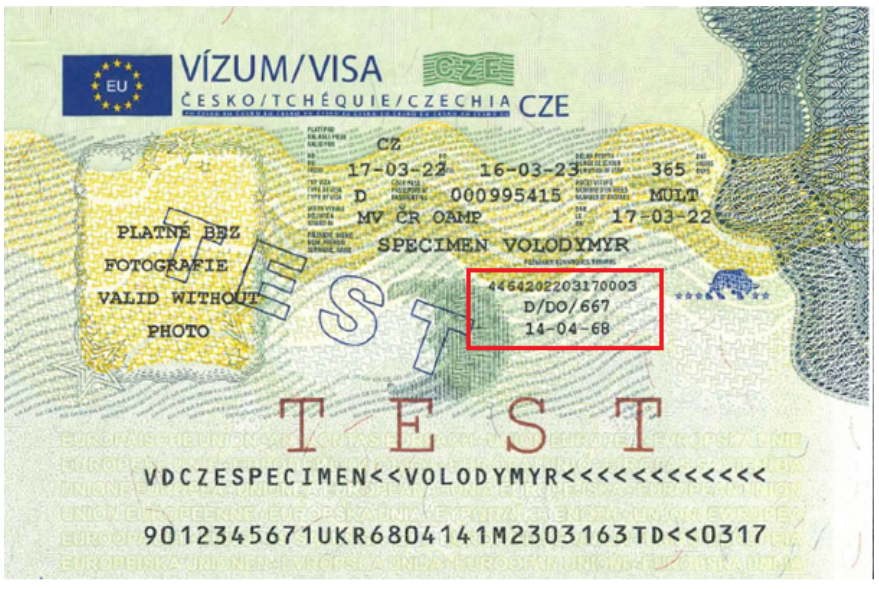 EU
VÍZUM/VISA CZE
ČESKO/TCHÉQUIE/CZECHIA CZE
CZ
17-03-22 16-03-23 365
D 000995415 MULT
MV ČR OAMP 17-03-22
SPECIMEN VOLODYMYR
PLATNÉ BEZ
FOTOGRAFIE
VALID WITHOUT
PHOTO
4464202203170003
D/DO/667
14-04-68
TEST
TEST
VDCZESPECIMEN<<VOLODYMYR<<<<<<<<<<<<
9012345671UKR6804141M2303163TD<<0317